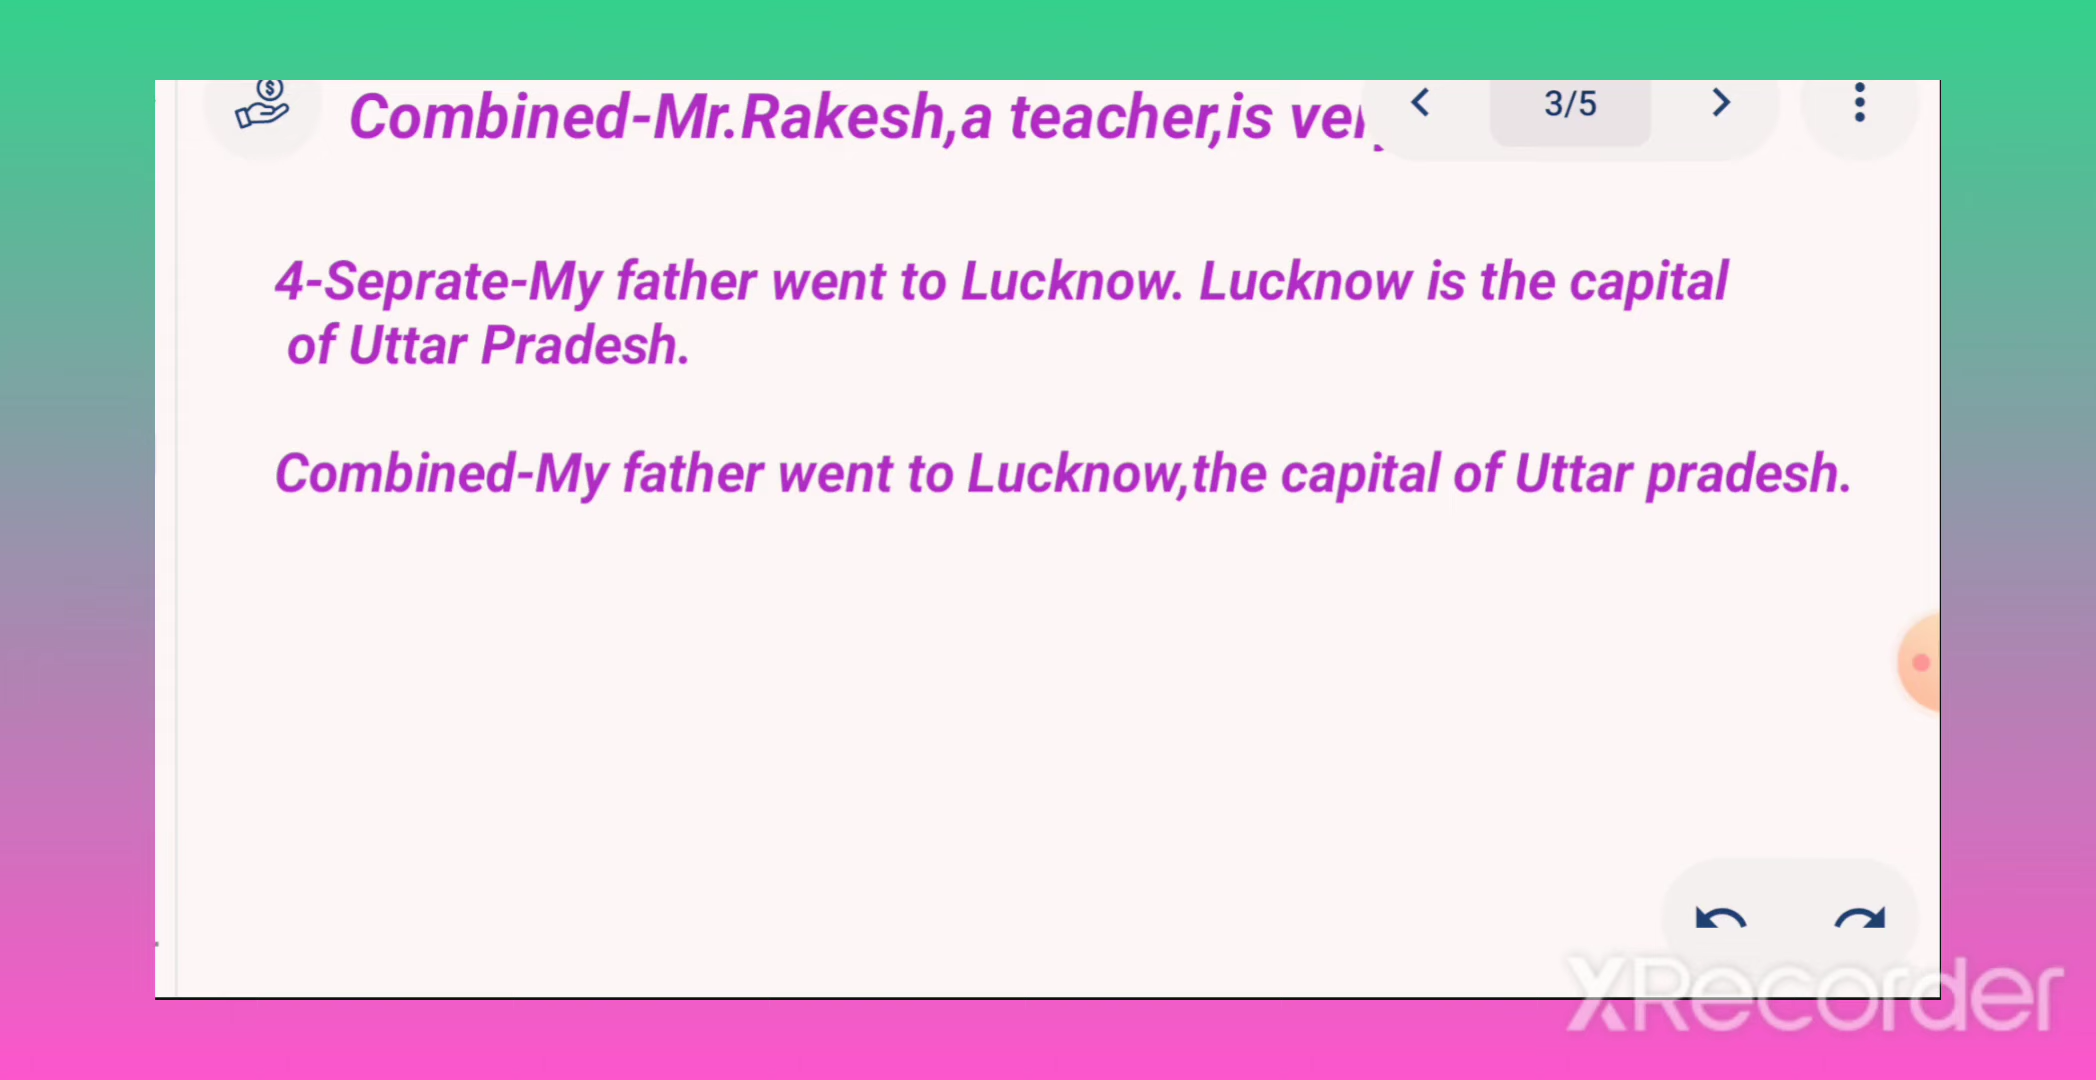 Combined-Mr.Rakesh,a teacher,is
3/5
4-Seprate-My father went to Lucknow. Lucknow is the capital
of Uttar Pradesh.
Combined-My father went to Lucknow,the capital of Uttar pradesh.
XRecorder